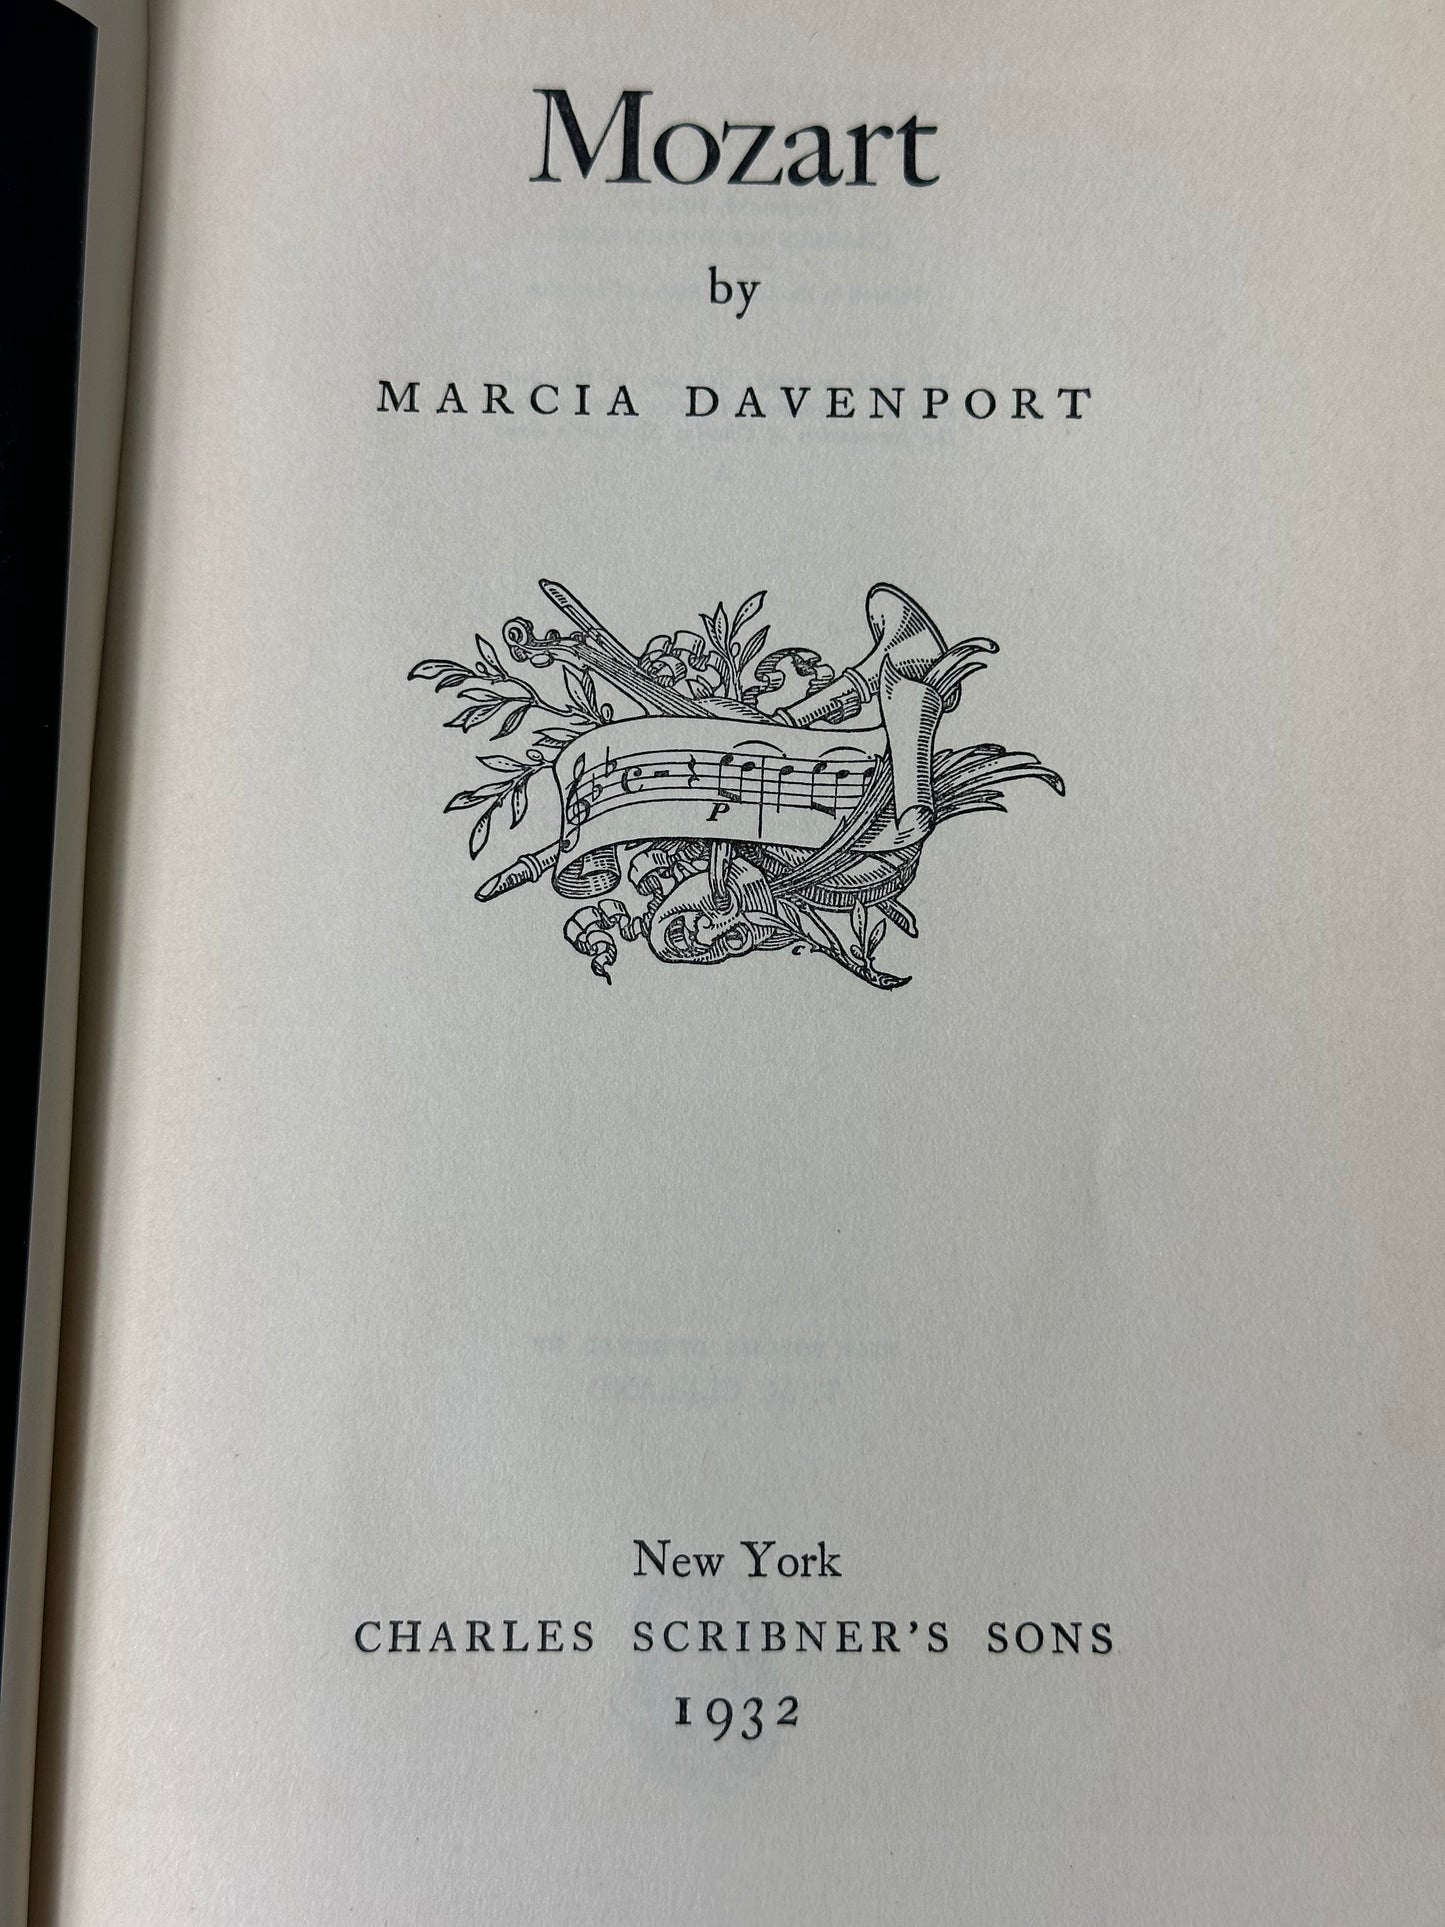 Mozart
by
MARCIA DAVENPORT
P
c
New York
CHARLES SCRIBNER'S SONS
1932